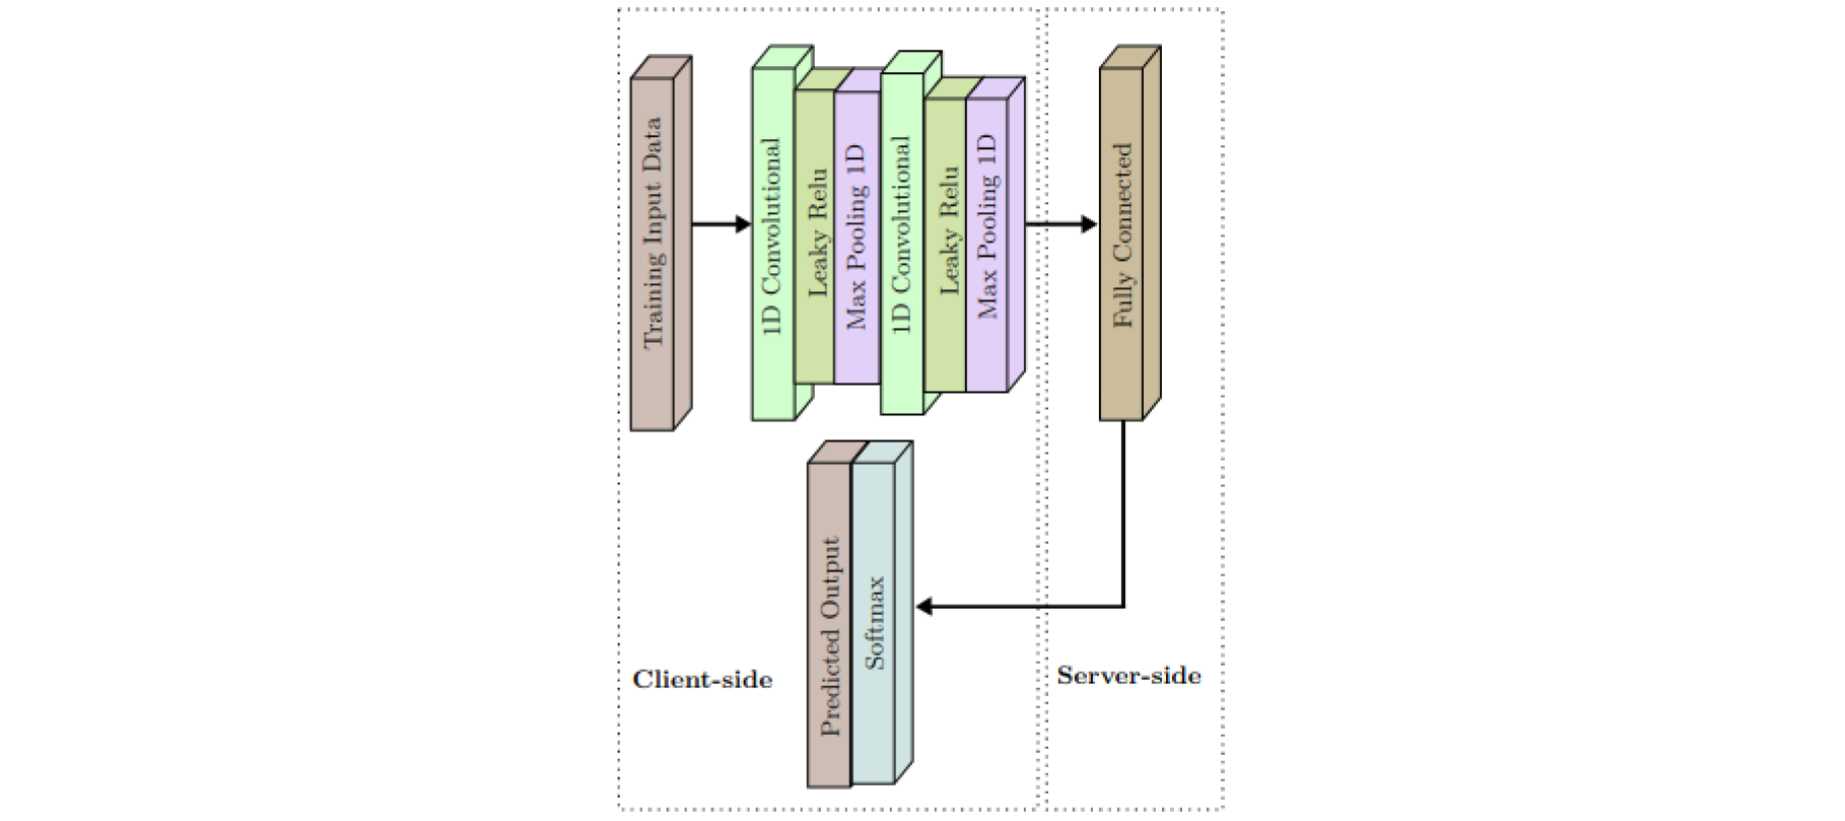 Training Input Data
1D Convolutional
Leaky Relu
Max Pooling 1D
1D Convolutional
Leaky Relu
Max Pooling 1D
Fully Connected
Predicted Output
Softmax
Client-side
Server-side